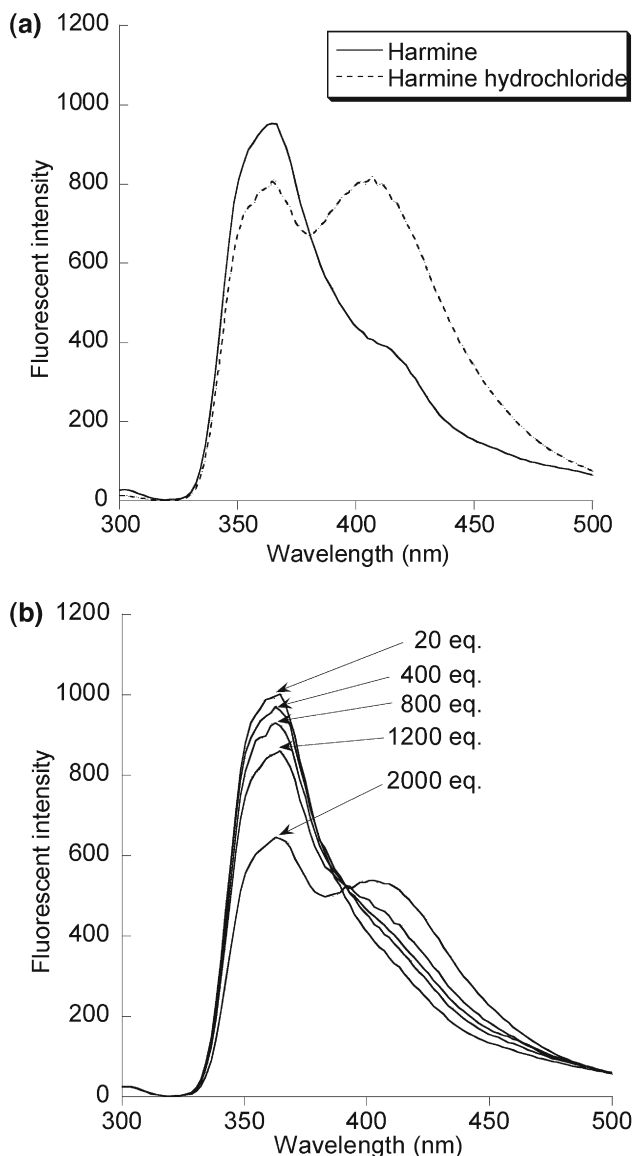 (a)
1200
1000
800
600
400
200
0
Fluorescent intensity
Harmine
Harmine hydrochloride
300 350 400 450 500
Wavelength (nm)
(b)
1200
1000
800
600
400
200
0
Fluorescent intensity
20 eq.
400 eq.
800 eq.
1200 eq.
2000 eq.
300 350 400 450 500
Wavelength (nm)